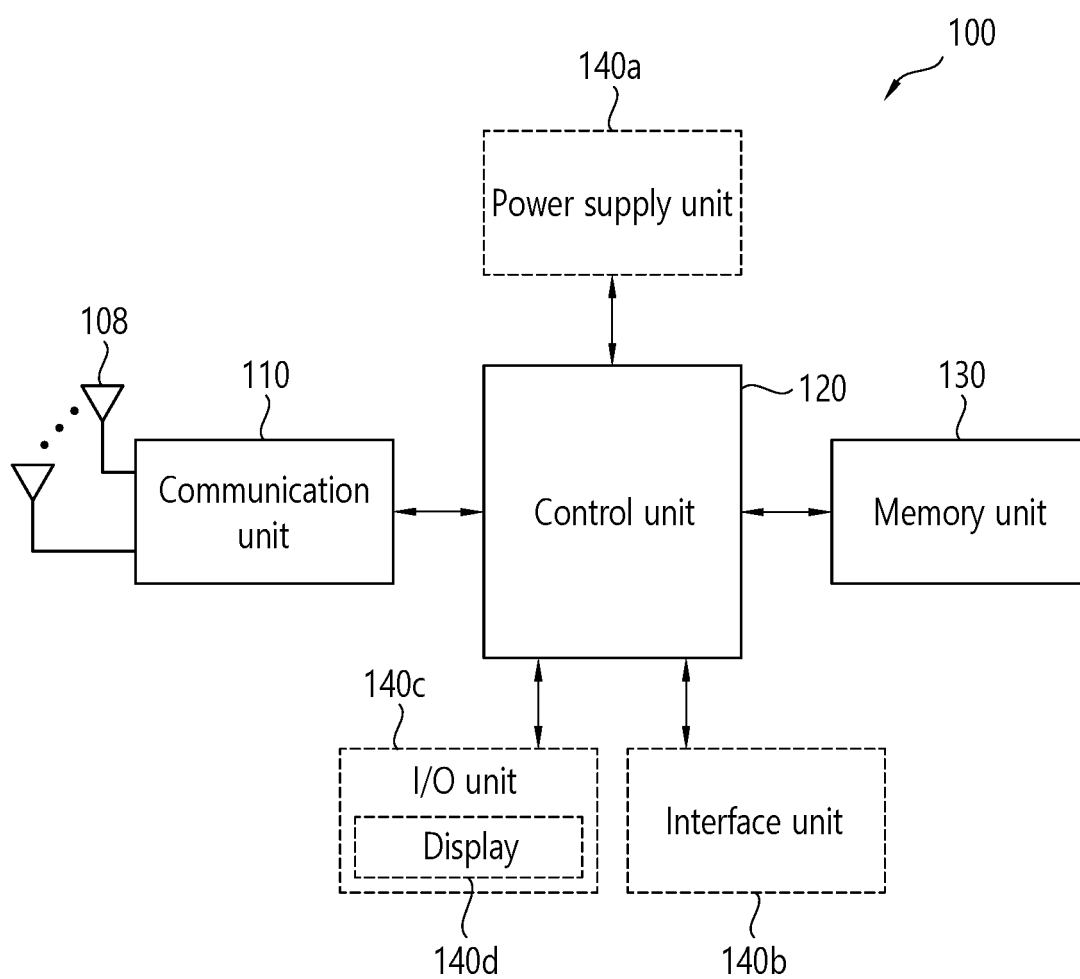 100
140a
Power supply unit
108
110
120
130
Communication
unit
Control unit
Memory unit
140c
I/O unit
Display
Interface unit
140d
140b